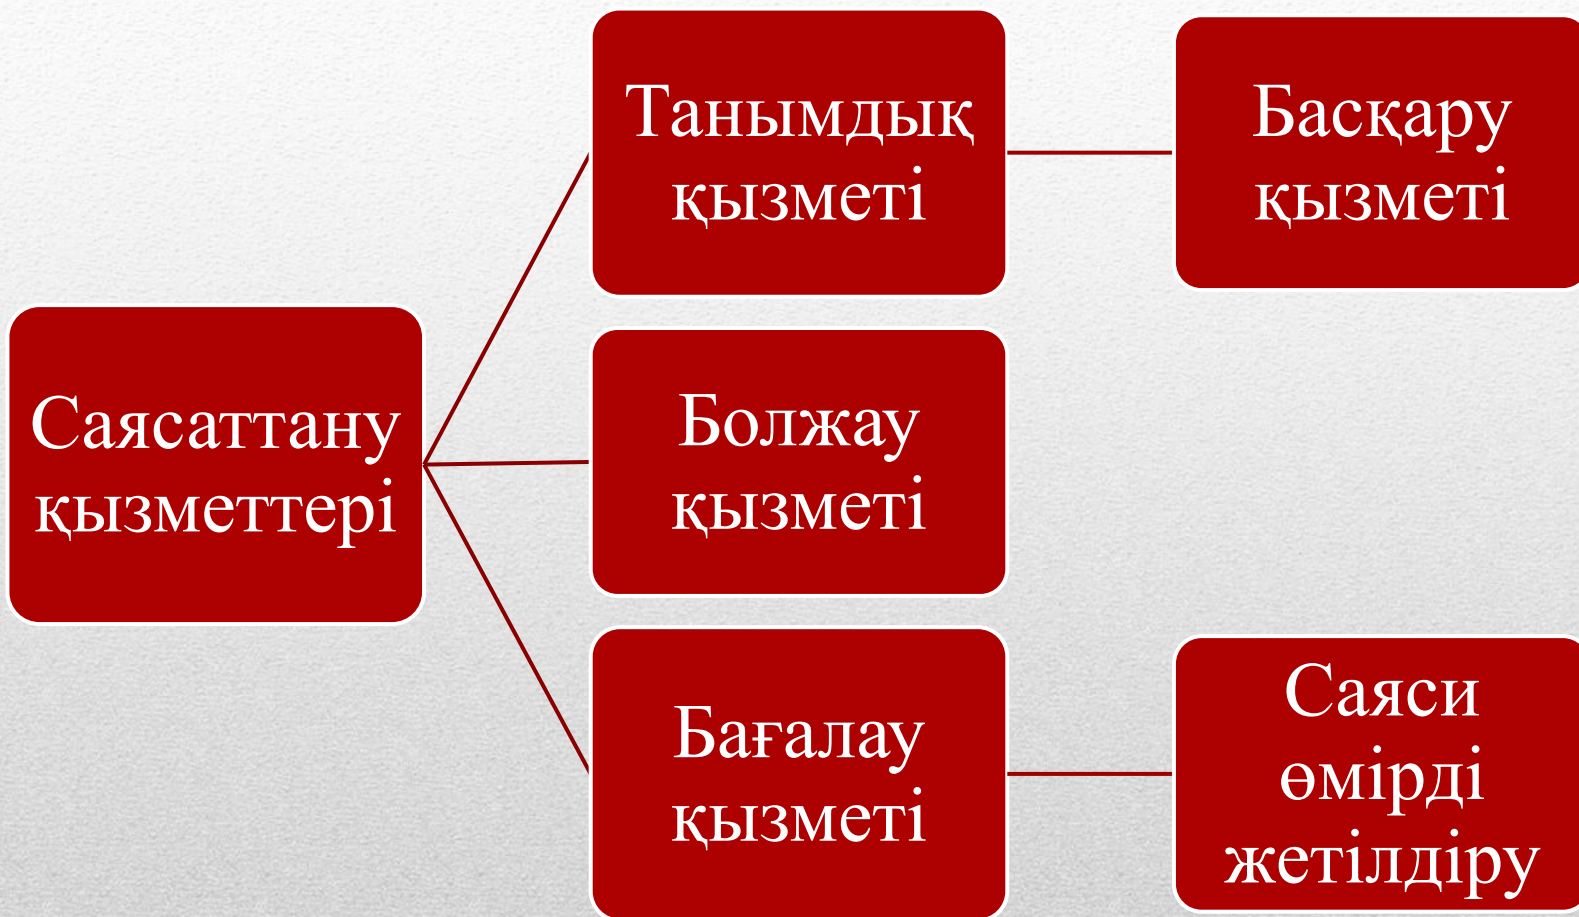 Саясаттану
қызметтері
Танымдық
қызметі
Басқару
қызметі
Болжау
қызметі
Бағалау
қызметі
Саяси
өмірді
жетілдіру